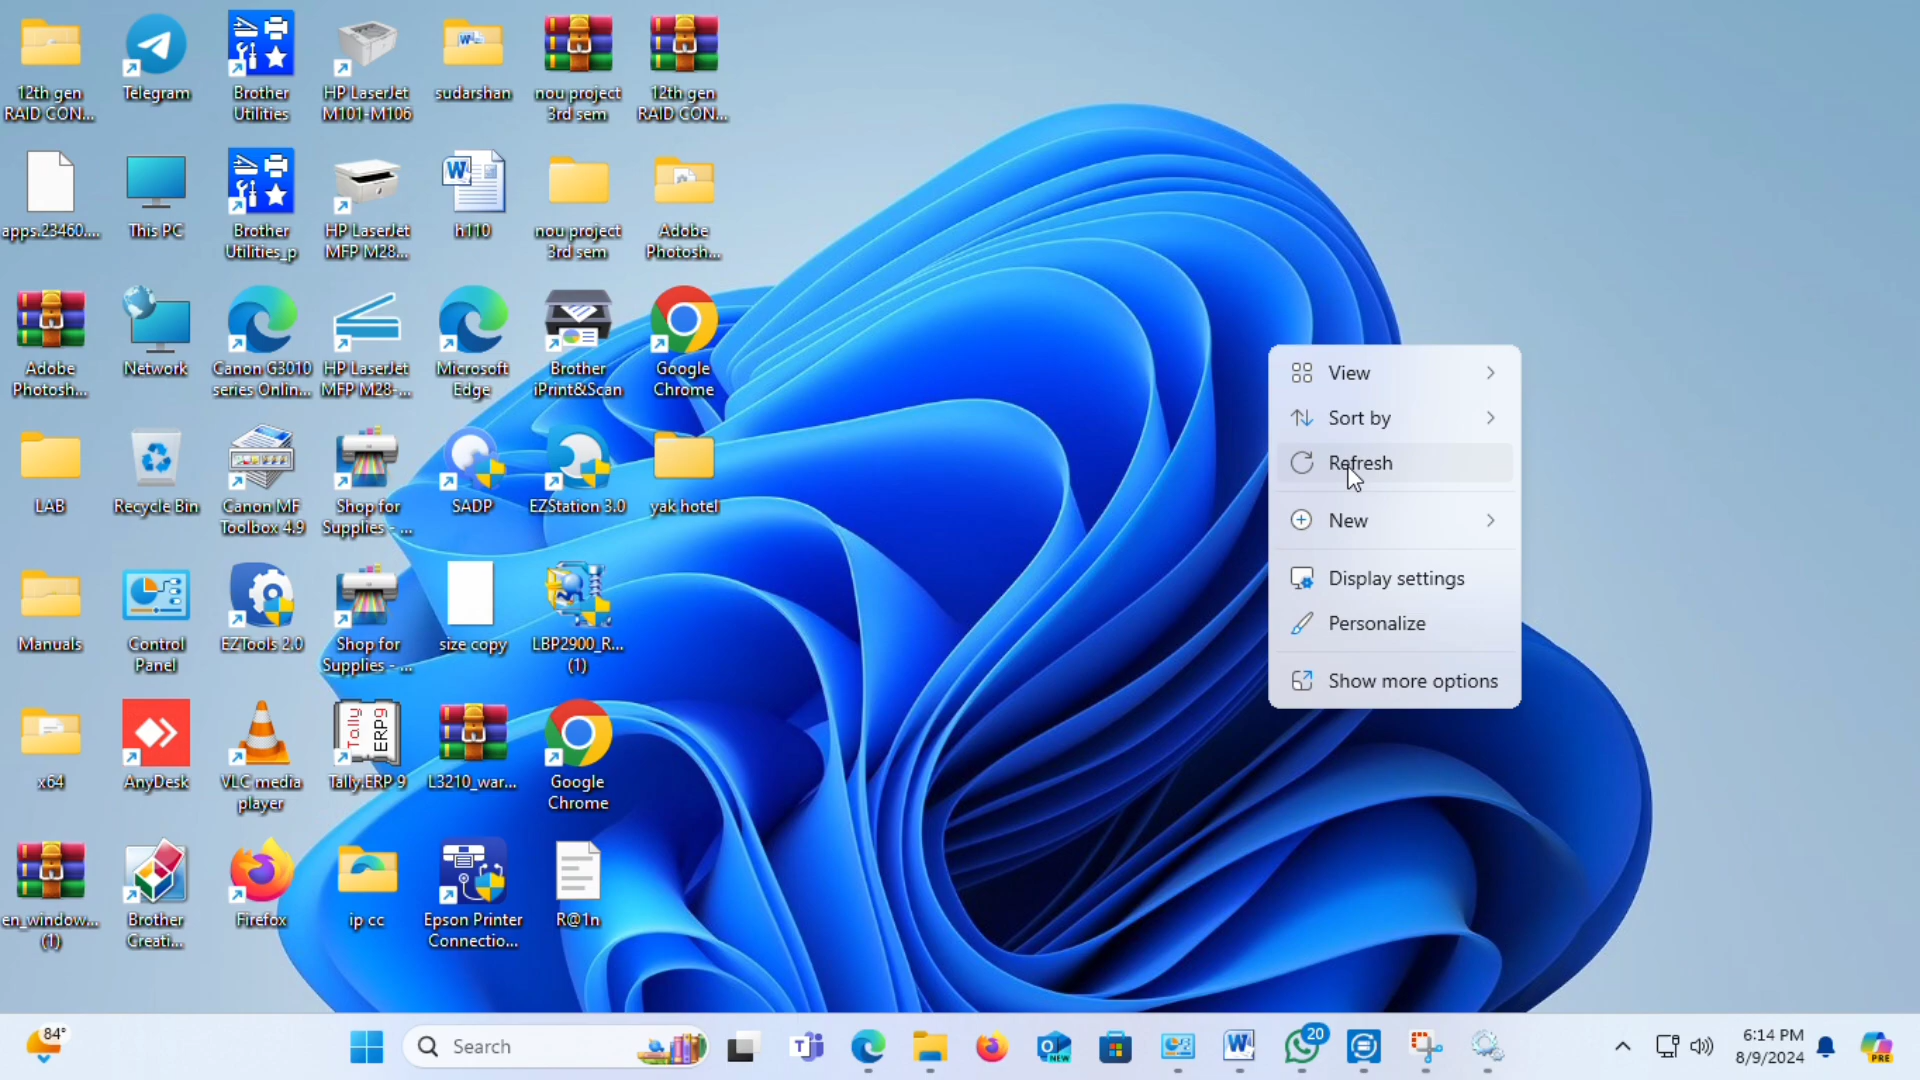 12th gen
RAID CON...
Telegram
Brother
Utilities
HP LaserJet
M101-M106
sudarshan
nou project
3rd sem
12th gen
RAID CON...
apps.23460....
This PC
Brother
Utilities_p
HP LaserJet
MFP M28...
h110
nou project
3rd sem
Adobe
Photosh...
Adobe
Photosh...
Network
Canon G3010
series Onlin...
HP LaserJet
MFP M28-...
Microsoft
Edge
Brother
iPrint&Scan
Google
Chrome
LAB
Recycle Bin
Canon MF
Toolbox 4.9
Shop for
Supplies - ...
SADP
EZStation 3.0
yak hotel
Manuals
Control
Panel
EZTools 2.0
Shop for
Supplies - ...
size copy
LBP2900_R...
(1)
x64
AnyDesk
VLC media
player
Tally
ERP9
Tally.ERP 9
L3210_war...
Google
Chrome
en_window...
(1)
Brother
Creati...
Firefox
ip cc
Epson Printer
Connectio...
R@1n
View
Sort by
Refresh
New
Display settings
Personalize
Show more options
84°
Search
NEW
20
PRE
6:14 PM
8/9/2024